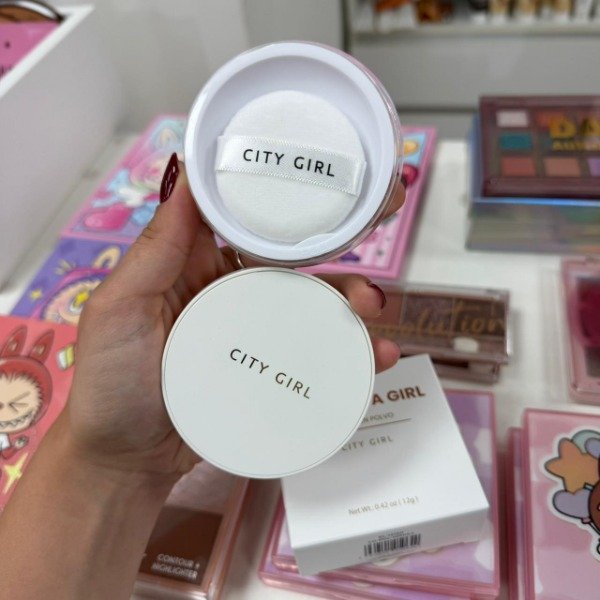 CITY GIRL
CITY GIRL
A GIRL
POLVO
CITY GIRL
Net Wt.: 0.42 oz ( 12g )
CONTOUR +
HIGHLIGHTER